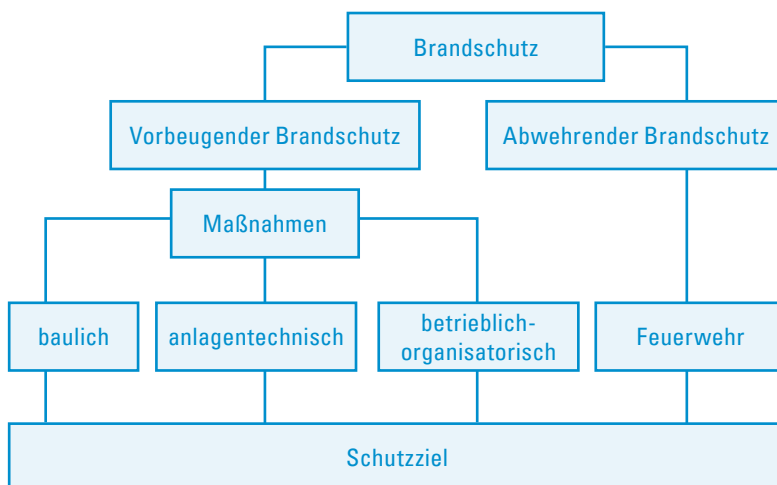 Brandschutz
Vorbeugender Brandschutz
Abwehrender Brandschutz
Maßnahmen
baulich
anlagentechnisch
betrieblich-
organisatorisch
Feuerwehr
Schutzziel